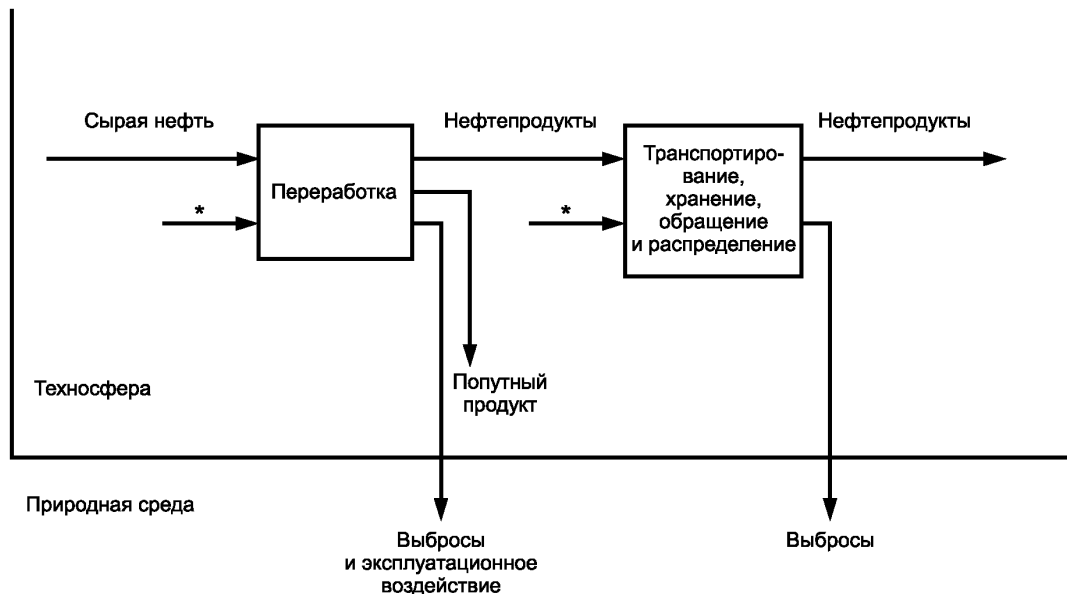 Сырая нефть
Нефтепродукты
Нефтепродукты
*
Переработка
*
Транспортиро-
вание,
хранение,
обращение
и распределение
Попутный
продукт
Техносфера
Природная среда
Выбросы
и эксплуатационное
воздействие
Выбросы